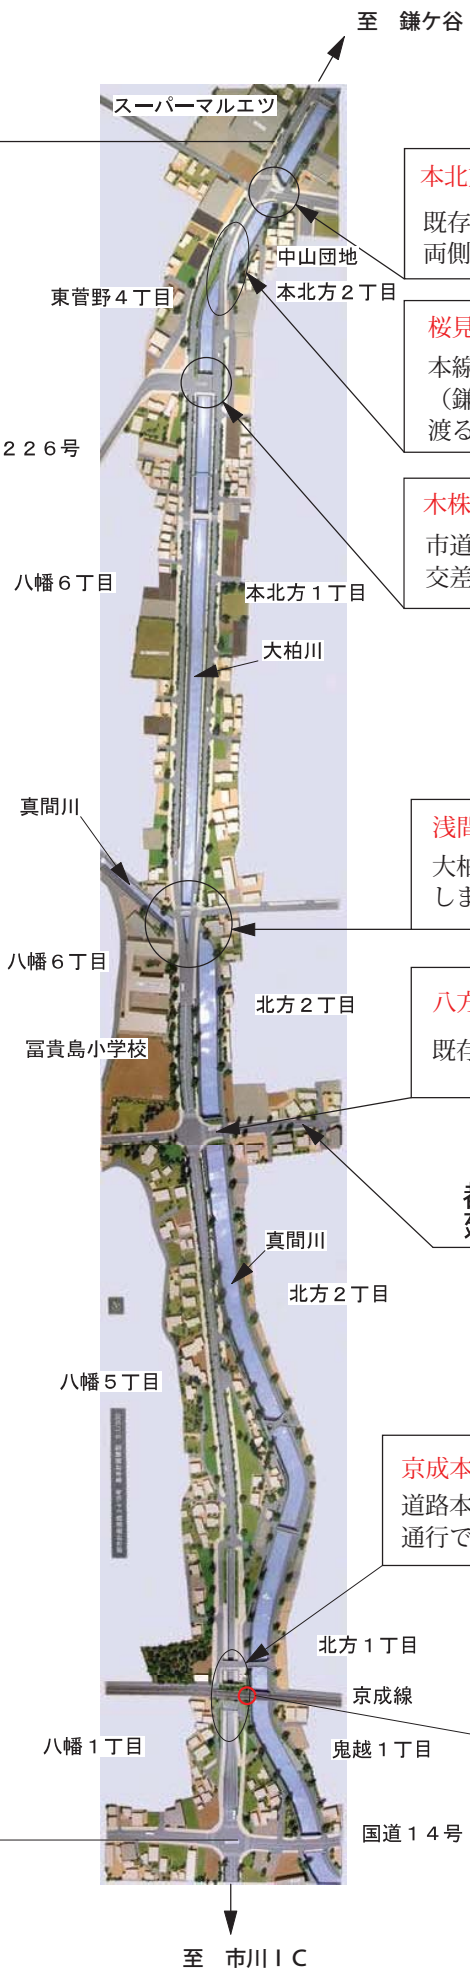 至 鎌ケ谷
スーパーマルエツ
本北
既存
両側
中山団地
東菅野４丁目
本北方２丁目
桜見
本線
（鎌
渡る
２２６号
木株
市道
交差
八幡６丁目
本北方１丁目
大柏川
真間川
浅間
大柏
しま
八幡６丁目
北方２丁目
八方
既存
冨貴島小学校
真間川
北方２丁目
八幡５丁目
京成本
道路本
通行で
北方１丁目
京成線
八幡１丁目
鬼越１丁目
国道１４号
至 市川ＩＣ